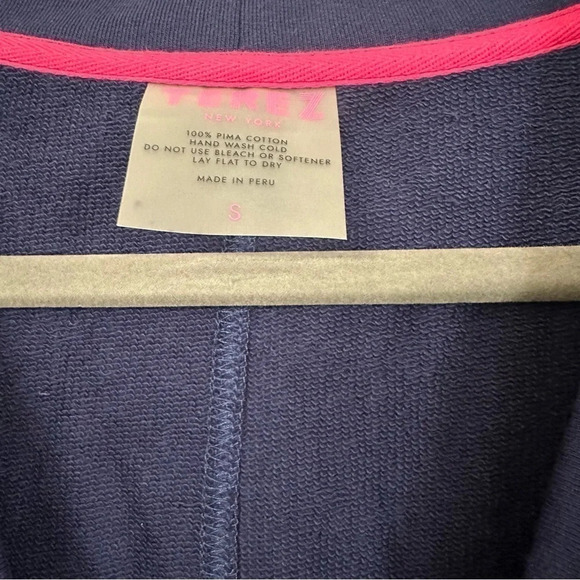 NEW YORK
100% PIMA COTTON
HAND WASH COLD
DO NOT USE BLEACH OR SOFTENER
LAY FLAT TO DRY
MADE IN PERU
S